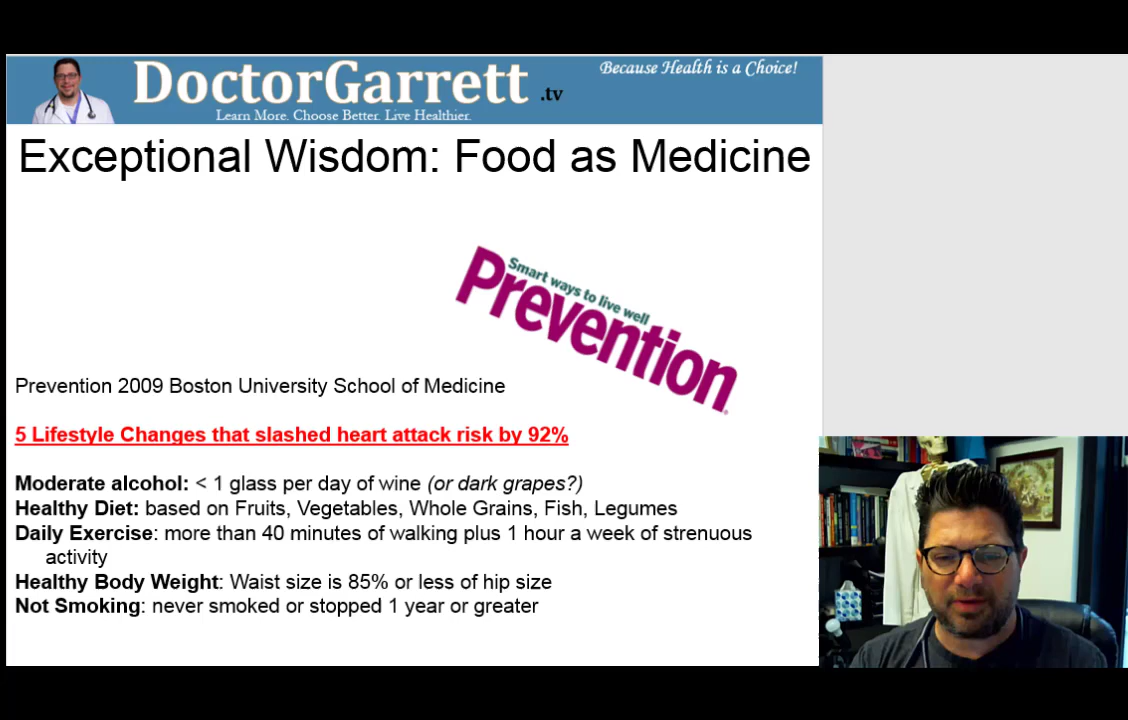 DoctorGarrett .tv
Because Health is a Choice!
Learn More. Choose Better. Live Healthier.
Exceptional Wisdom: Food as Medicine
Smart ways to live well
Prevention
Prevention 2009 Boston University School of Medicine
5 Lifestyle Changes that slashed heart attack risk by 92%
Moderate alcohol: < 1 glass per day of wine (or dark grapes?)
Healthy Diet: based on Fruits, Vegetables, Whole Grains, Fish, Legumes
Daily Exercise: more than 40 minutes of walking plus 1 hour a week of strenuous
activity
Healthy Body Weight: Waist size is 85% or less of hip size
Not Smoking: never smoked or stopped 1 year or greater